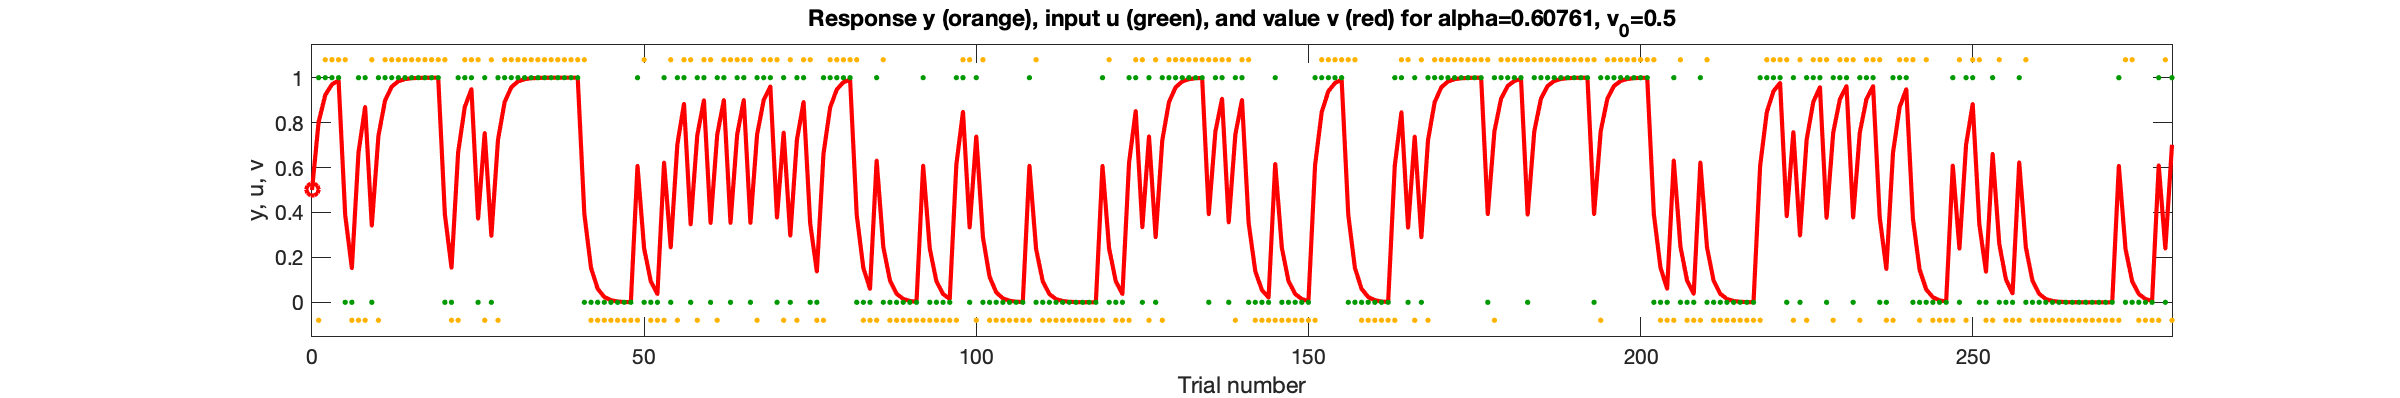 Response y (orange), input u (green), and value v (red) for alpha=0.60761, v_0=0.5
y, u, v
1
0.8
0.6
0.4
0.2
0
0 50 100 150 200 250
Trial number